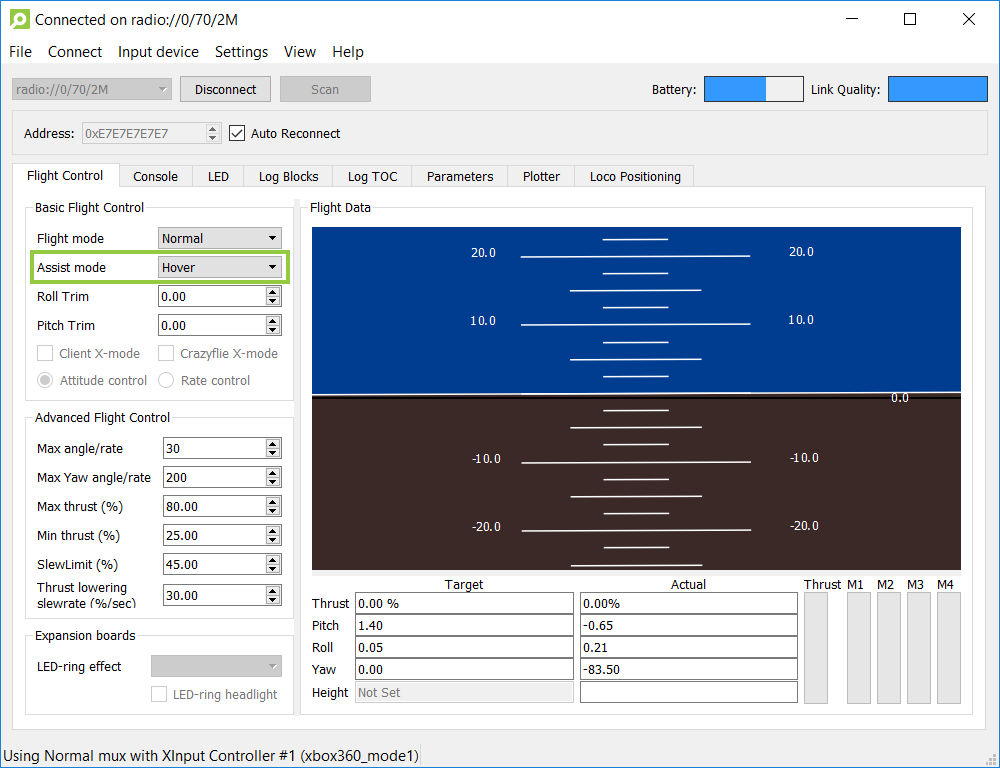 Connected on radio://0/70/2M
File Connect Input device Settings View Help
radio://0/70/2M Disconnect Scan Battery: Link Quality:
Address: 0xE7E7E7E7E7 Auto Reconnect
Flight Control Console LED Log Blocks Log TOC Parameters Plotter Loco Positioning
Basic Flight Control
Flight mode Normal
Assist mode Hover
Roll Trim 0.00
Pitch Trim 0.00
Client X-mode Crazyflie X-mode
Attitude control Rate control
Advanced Flight Control
Max angle/rate 30
Max Yaw angle/rate 200
Max thrust (%) 80.00
Min thrust (%) 25.00
SlewLimit (%) 45.00
Thrust lowering
slewrate (%/sec) 30.00
Expansion boards
LED-ring effect
LED-ring headlight
Flight Data
20.0 20.0
10.0 10.0
0.0
-10.0 -10.0
-20.0 -20.0
Target Actual Thrust M1 M2 M3 M4
Thrust 0.00 % 0.00%
Pitch 1.40 -0.65
Roll 0.05 0.21
Yaw 0.00 -83.50
Height Not Set
Using Normal mux with XInput Controller #1 (xbox360_mode1)